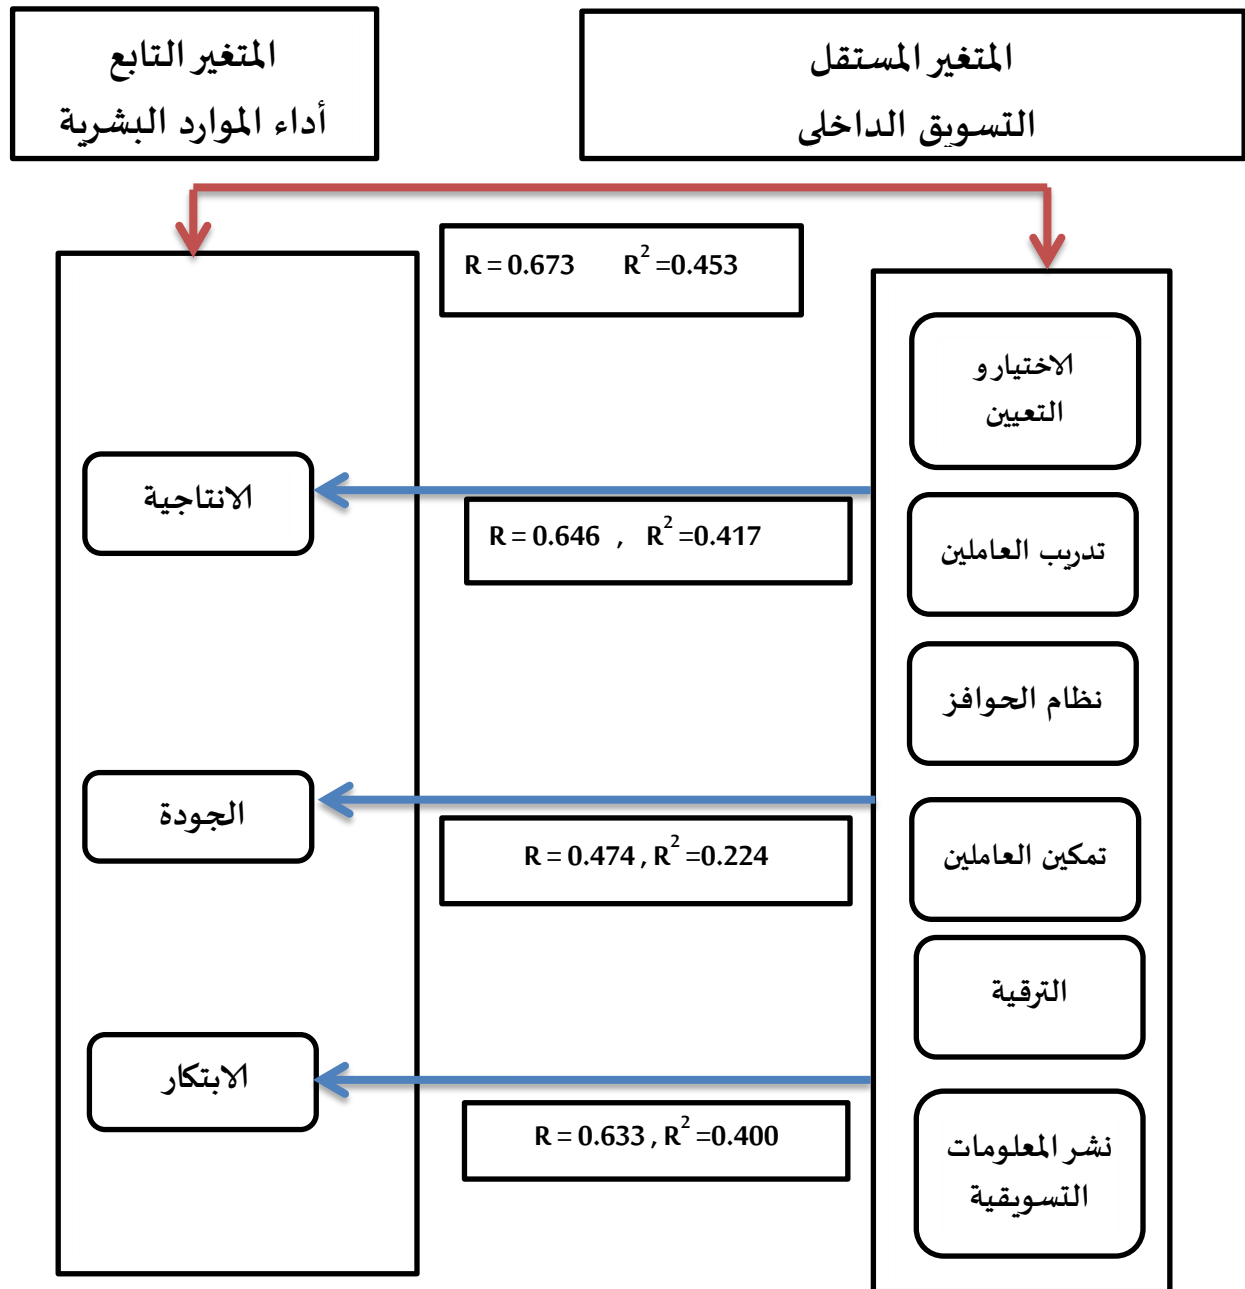 المتغير المستقل
التسويق الداخلي
المتغير التابع
أداء الموارد البشرية
R = 0.673 R² =0.453
الاختيار و
التعيين
تدريب العاملين
نظام الحوافز
تمكين العاملين
الترقية
نشر المعلومات
التسويقية
الانتاجية
R = 0.646 , R² =0.417
الجودة
R = 0.474 , R² =0.224
الابتكار
R = 0.633 , R² =0.400